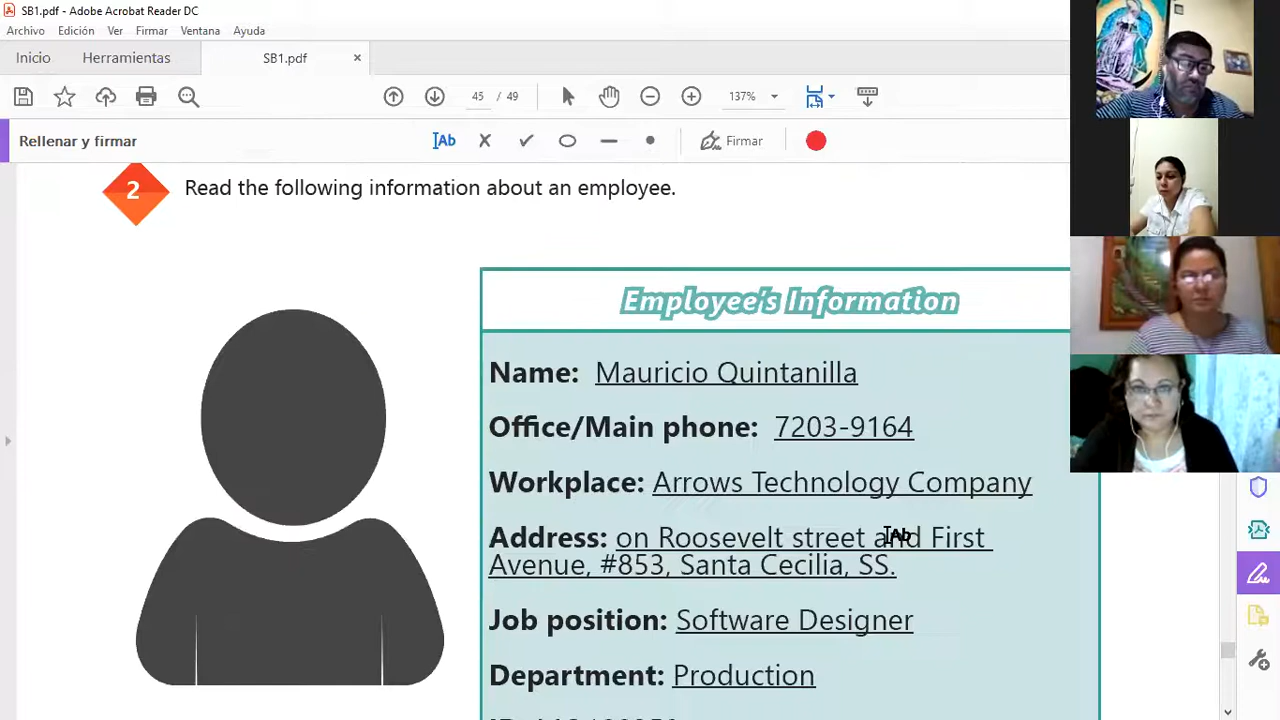 SB1.pdf - Adobe Acrobat Reader DC
Archivo Edición Ver Firmar Ventana Ayuda
Inicio Herramientas SB1.pdf ×
45 / 49 137%
Rellenar y firmar Ab Firmar
2 Read the following information about an employee.
Employee's Information
Name: Mauricio Quintanilla
Office/Main phone: 7203-9164
Workplace: Arrows Technology Company
Address: on Roosevelt street and First
Avenue, #853, Santa Cecilia, SS.
Job position: Software Designer
Department: Production